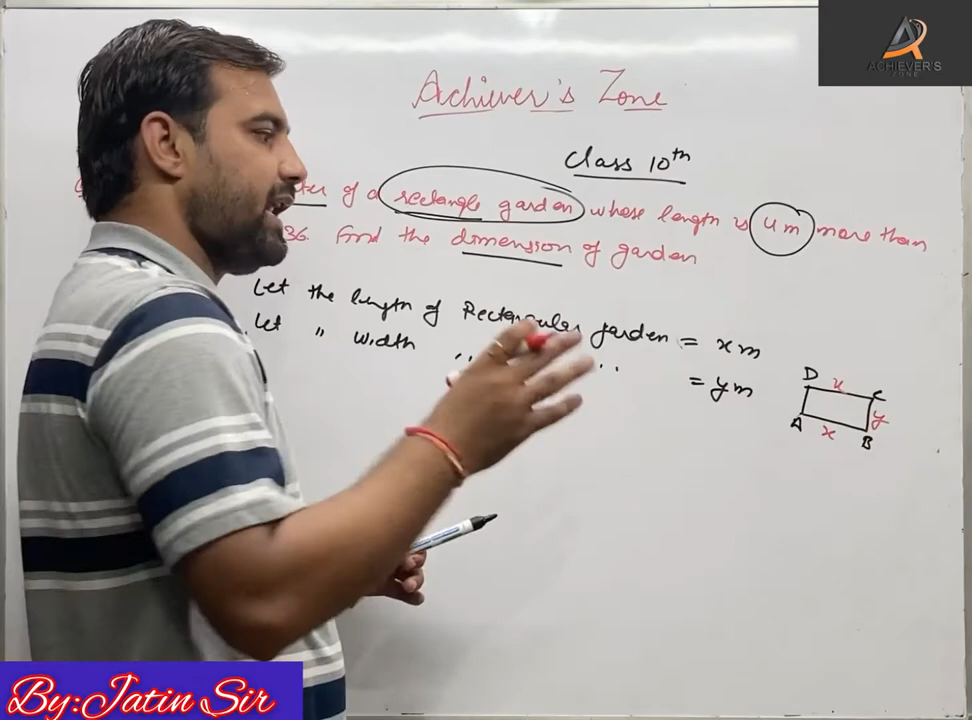 Achiever's Zone
ACHIEVER'S
ZONE
Class 10th
of a rectangle garden whose length is 4 m more than
36. Find the dimension of garden
Let the length of Rectangular garden = x m
Let " width " " = y m
D x C
y
A x B
By:Jatin Sir